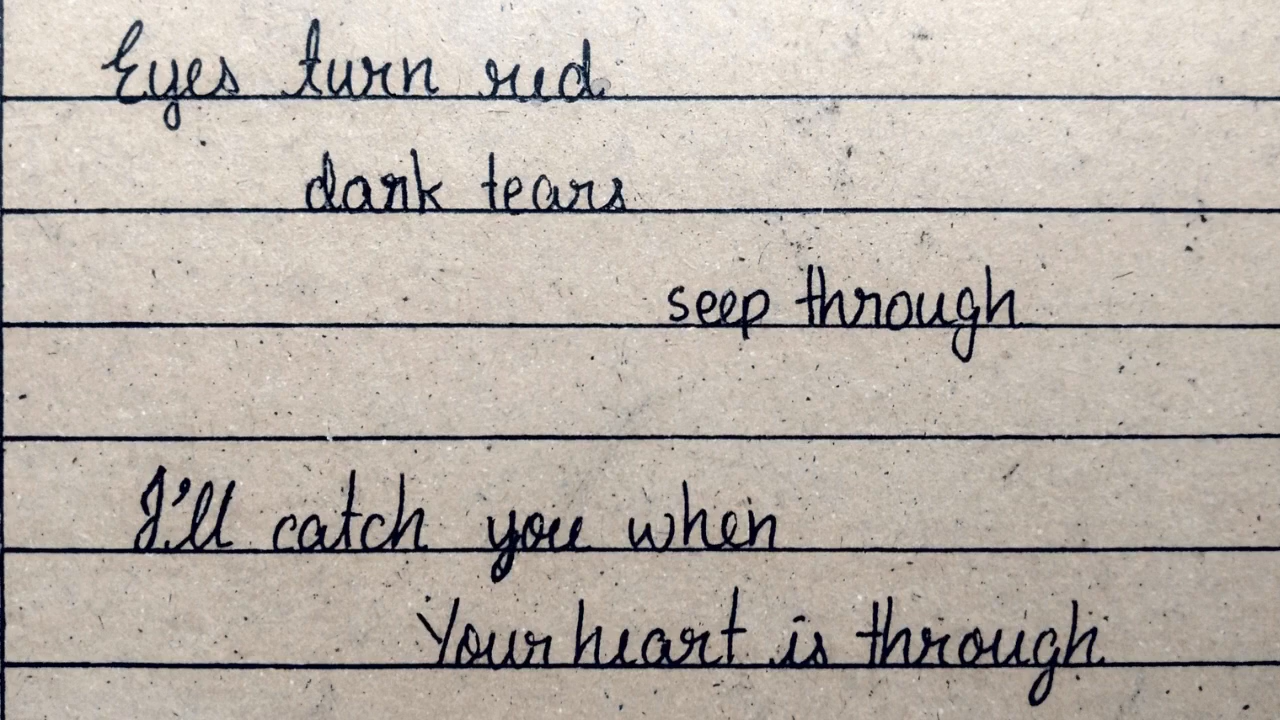 Eyes turn red
dark tears
seep through
I'll catch you when
Your heart is through